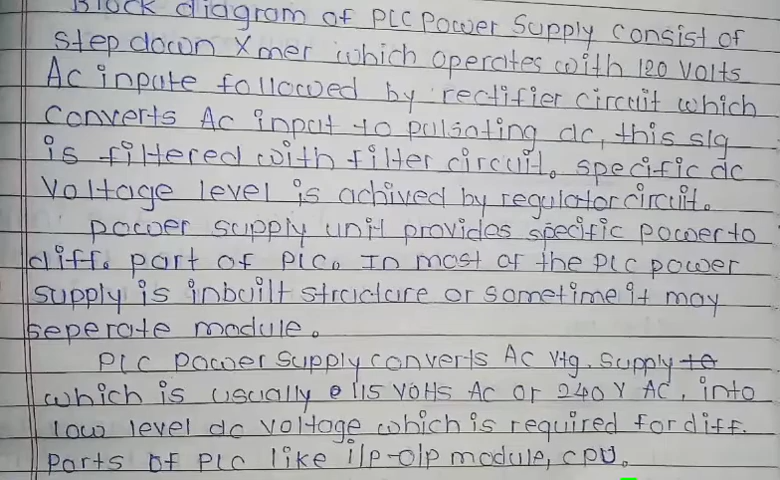 Block diagram of PLC Power Supply consist of
step down Xmer which operates with 120 Volts
Ac inpute followed by rectifier circuit which
converts Ac input to pulsating dc, this sig
is filtered with filter circuit. specific dc
voltage level is achived by regulator circuit.
power supply unit provides specific power to
diff. part of PLC. In most of the PLC power
supply is inbuilt structure or sometime it may
seperate module.
PLC power supply converts Ac vtg. supply to
which is usually e 115 volts AC or 240 V AC, into
low level dc voltage which is required for diff.
parts of PLC like i/p-o/p module, CPU.